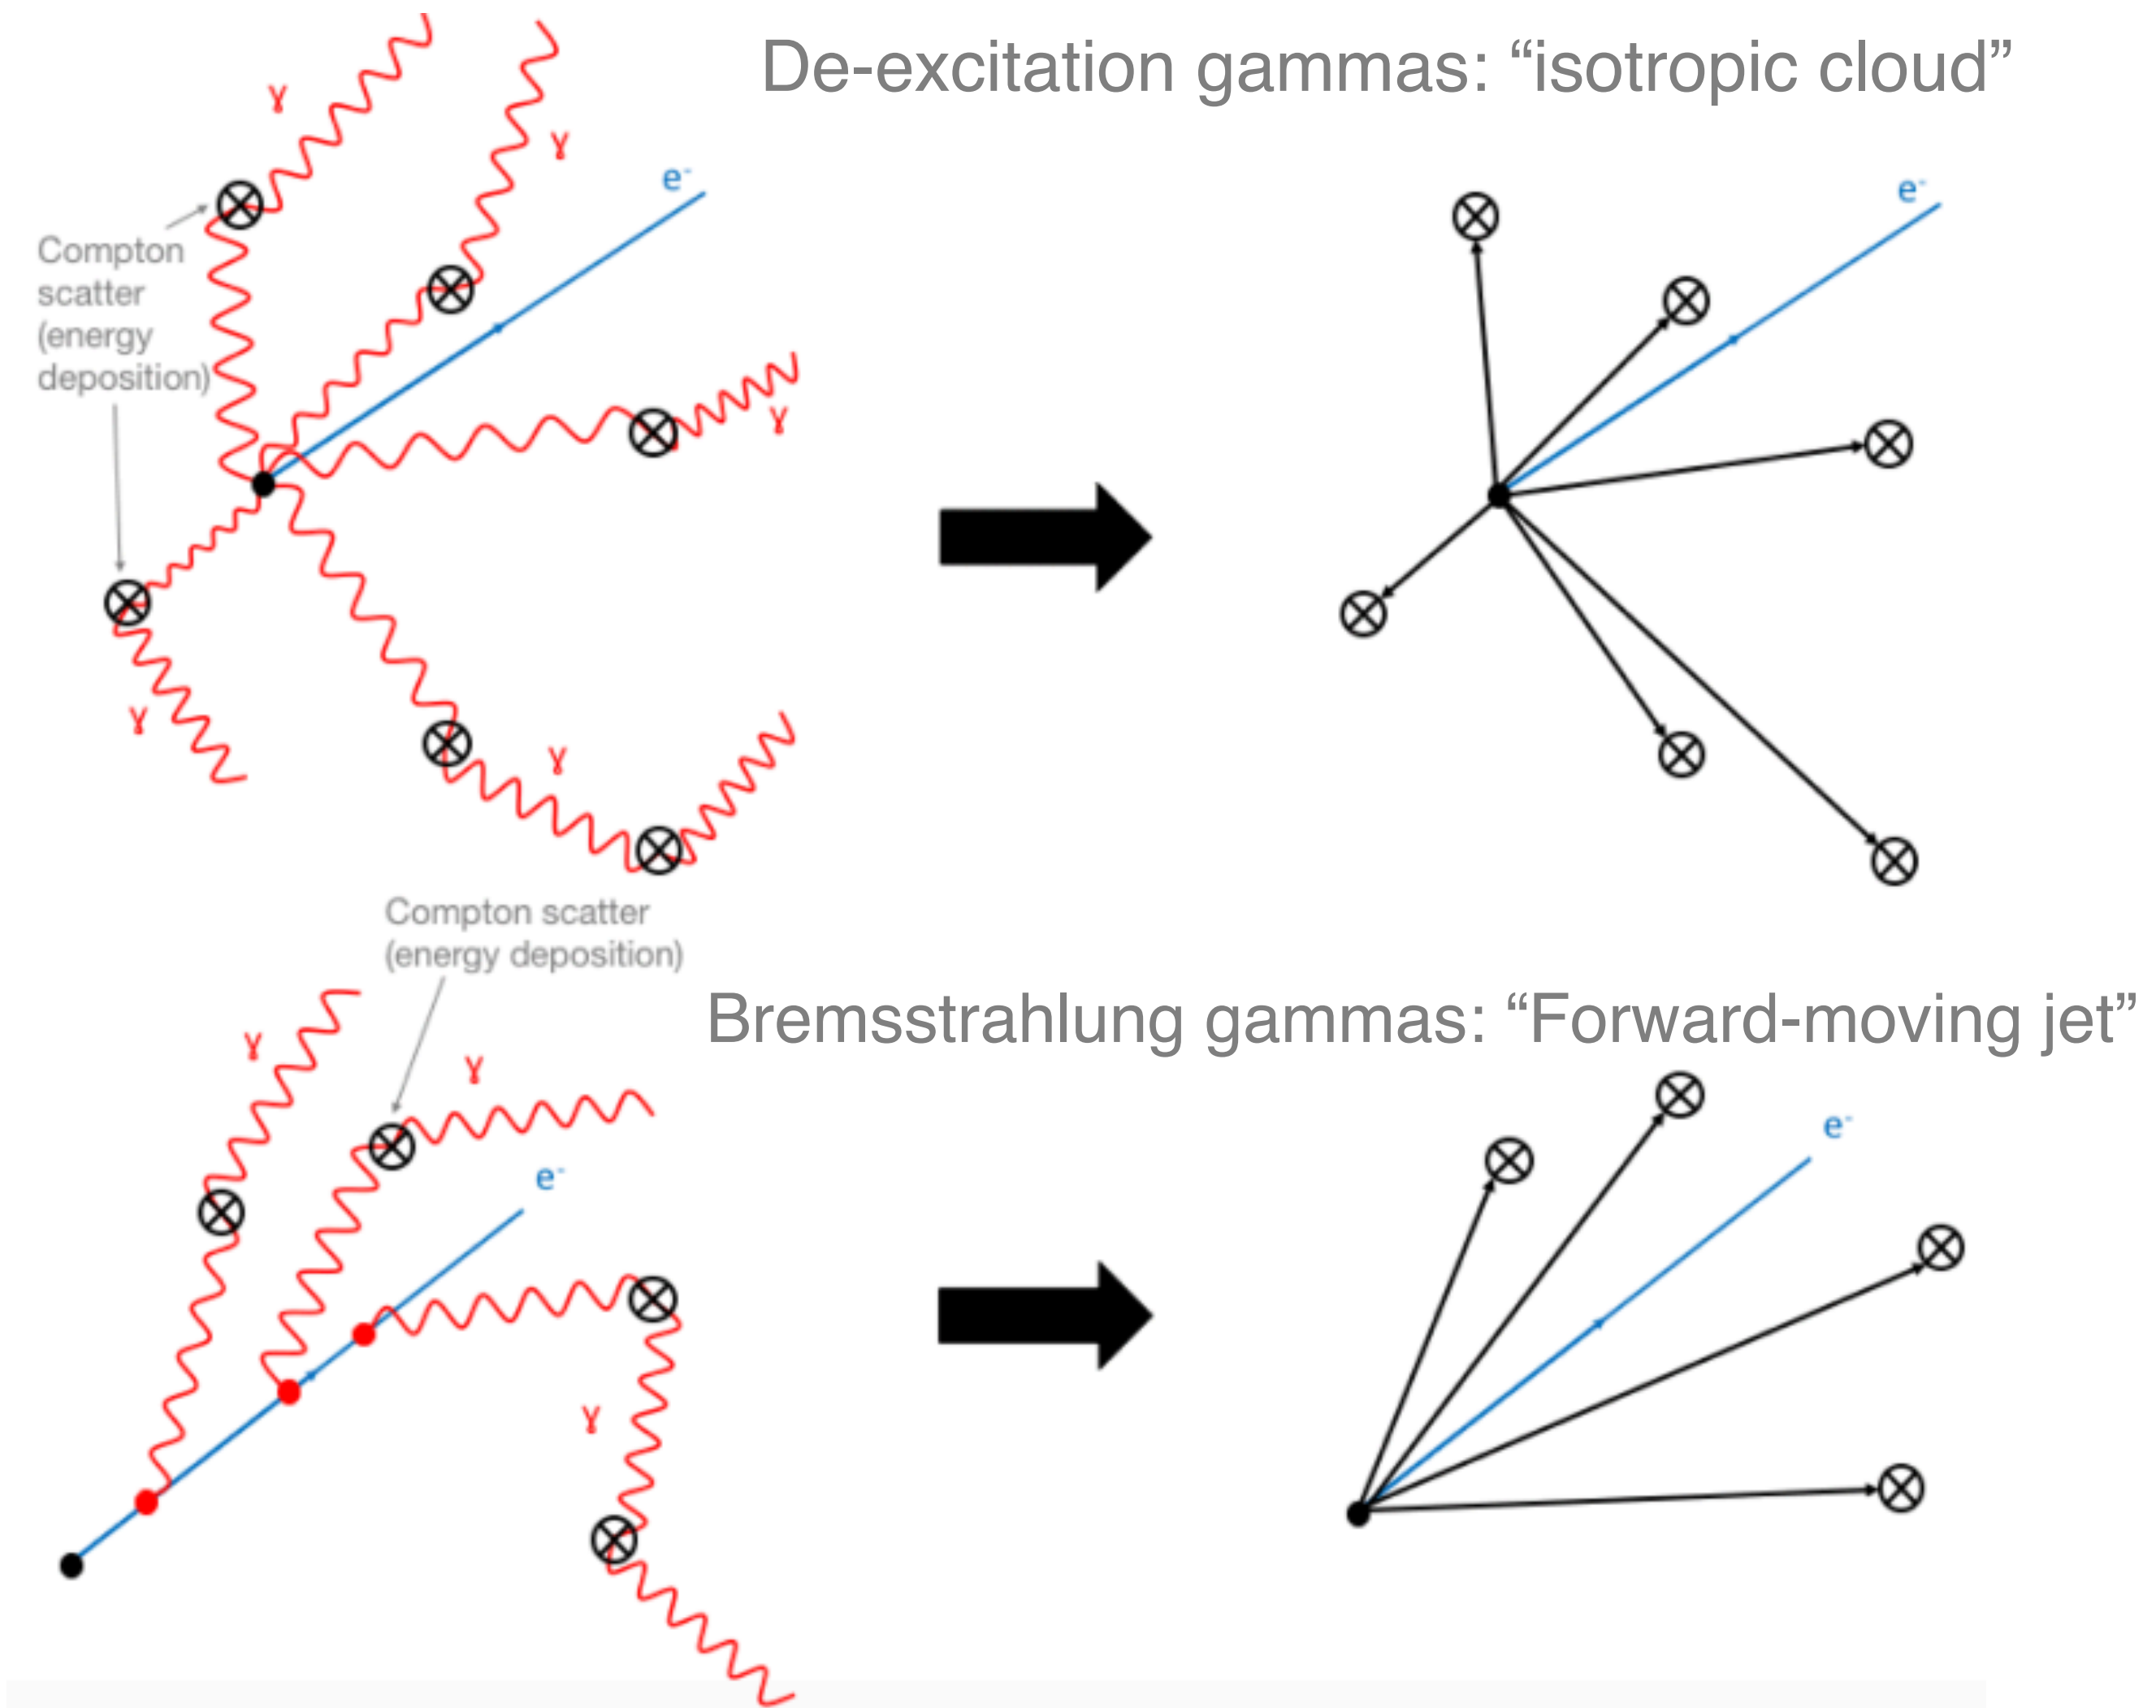 De-excitation gammas: “isotropic cloud”
γ
γ
e-
e-
Compton
scatter
(energy
deposition)
γ
γ
γ
Compton scatter
(energy deposition)
Bremsstrahlung gammas: “Forward-moving jet”
γ
γ
e-
e-
γ